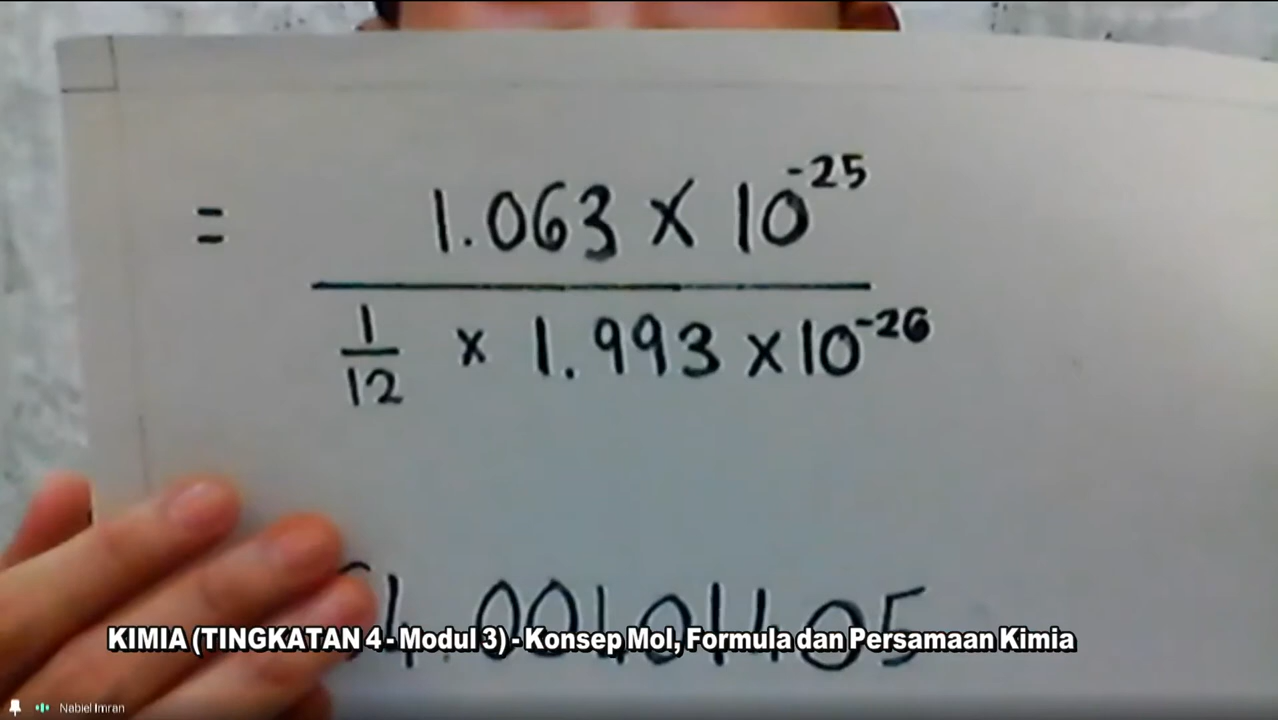 = 1.063 × 10⁻²⁵
1/12 × 1.993 × 10⁻²⁶
KIMIA (TINGKATAN 4 - Modul 3) - Konsep Mol, Formula dan Persamaan Kimia
Nabiel Imran